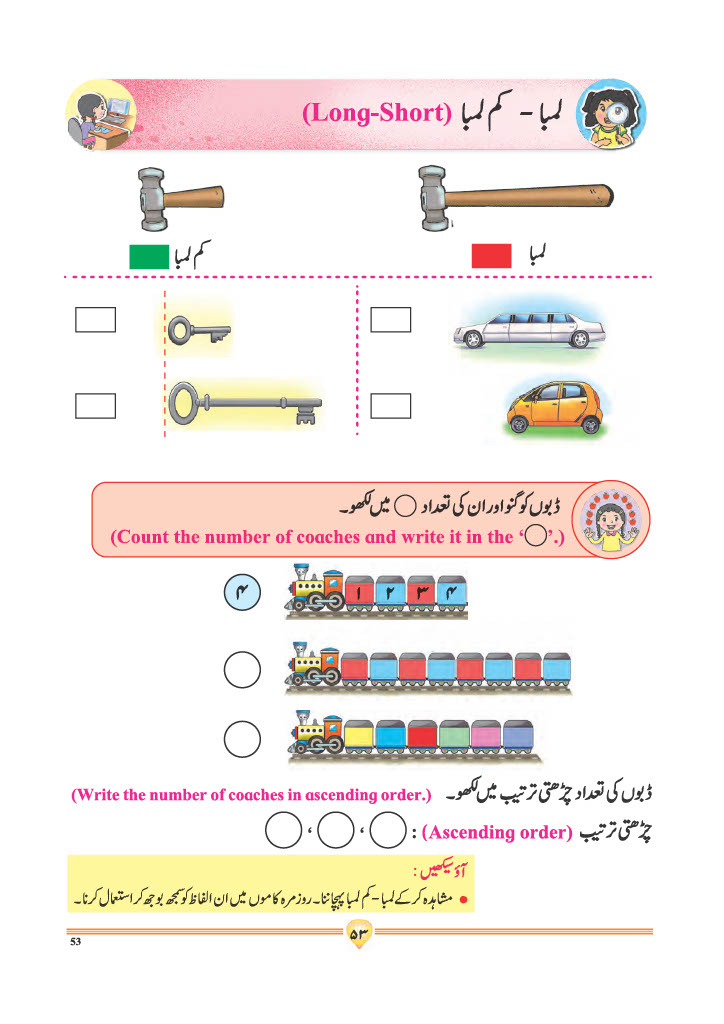 لمبا - کم لمبا (Long-Short)
لمبا
کم لمبا
ڈبوں کو گنو اور ان کی تعداد ◯ میں لکھو۔
(Count the number of coaches and write it in the ‘◯’.)
۴
۱ ۲ ۳ ۴
ڈبوں کی تعداد چڑھتی ترتیب میں لکھو۔ (Write the number of coaches in ascending order.)
چڑھتی ترتیب (Ascending order) : ◯ ، ◯ ، ◯
آؤ سیکھیں :
• مشاہدہ کرکے لمبا - کم لمبا پہچاننا۔ روزمرہ کاموں میں ان الفاظ کو سمجھ بوجھ کر استعمال کرنا۔
۵۳
53